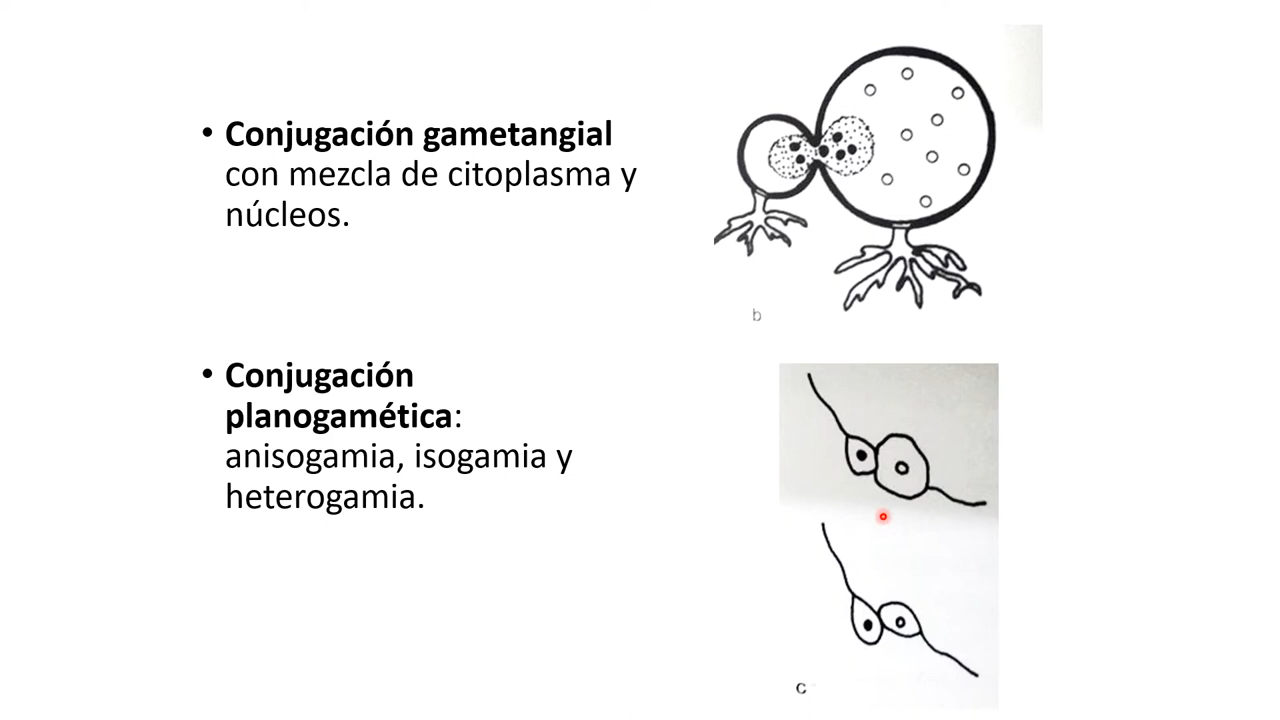 • Conjugación gametangial
con mezcla de citoplasma y
núcleos.
b
• Conjugación
planogamética:
anisogamia, isogamia y
heterogamia.
c